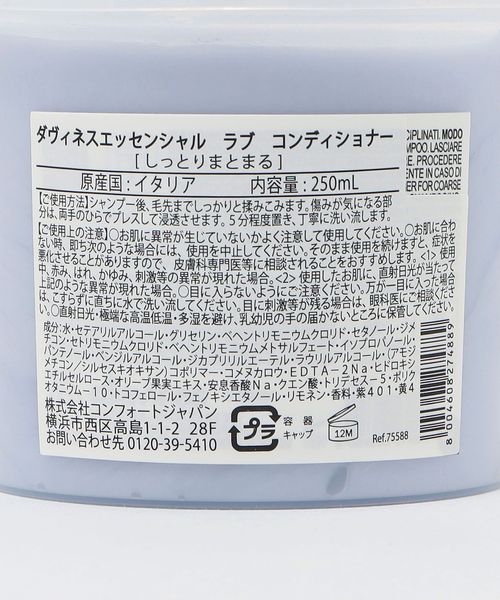 ダヴィネスエッセンシャル ラブ コンディショナー
[しっとりまとまる]
原産国:イタリア 内容量:250mL
【ご使用方法】シャンプー後、毛先までしっかりと揉みこみます。傷みが気になる部
分は、両手のひらでプレスして浸透させます。5分程度置き、丁寧に洗い流します。
【ご使用上の注意】○お肌に異常が生じていないかよく注意して使用してください。○お肌に合わ
ない時、即ち次のような場合には、使用を中止してください。そのまま使用を続けますと、症状を
悪化させることがありますので、皮膚科専門医等に相談されることをおすすめします。<1> 使用
中、赤み、はれ、かゆみ、刺激等の異常が現れた場合。<2> 使用したお肌に、直射日光が当たって
上記のような異常が現れた場合。○目に入らないようにご注意ください。万が一目に入った場合
は、こすらずに直ちに水で洗い流してください。目に刺激等が残る場合は、眼科医にご相談くださ
い。○直射日光・極端な高温低温・多湿を避け、乳幼児の手の届かないところに保管してください。
成分:水・セテアリルアルコール・グリセリン・ベヘントリモニウムクロリド・セタノール・ジメ
チコン・セトリモニウムクロリド・ベヘントリモニウムメトサルフェート・イソプロパノール・
パンテノール・ベンジルアルコール・ジカプリリルエーテル・ラウリルアルコール・(アモジ
メチコン/シルセスキオキサン) コポリマー・コメヌカロウ・EDTA-2Na・ヒドロキシ
エチルセルロース・オリーブ果実エキス・安息香酸Na・クエン酸・トリデセス-5・ポリク
オタニウム-10・トコフェロール・フェノキシエタノール・リモネン・香料・紫401・黄4
株式会社コンフォートジャパン
横浜市西区高島1-1-2 28F
お問い合わせ先 0120-39-5410
プラ
容器
キャップ
12M
Ref.75588
8004608274889
CIPLINATI. MODO
MPOO. LASCIARE
E. PROCEDERE
ENTE IN CASO DI
ER FOR COARSE